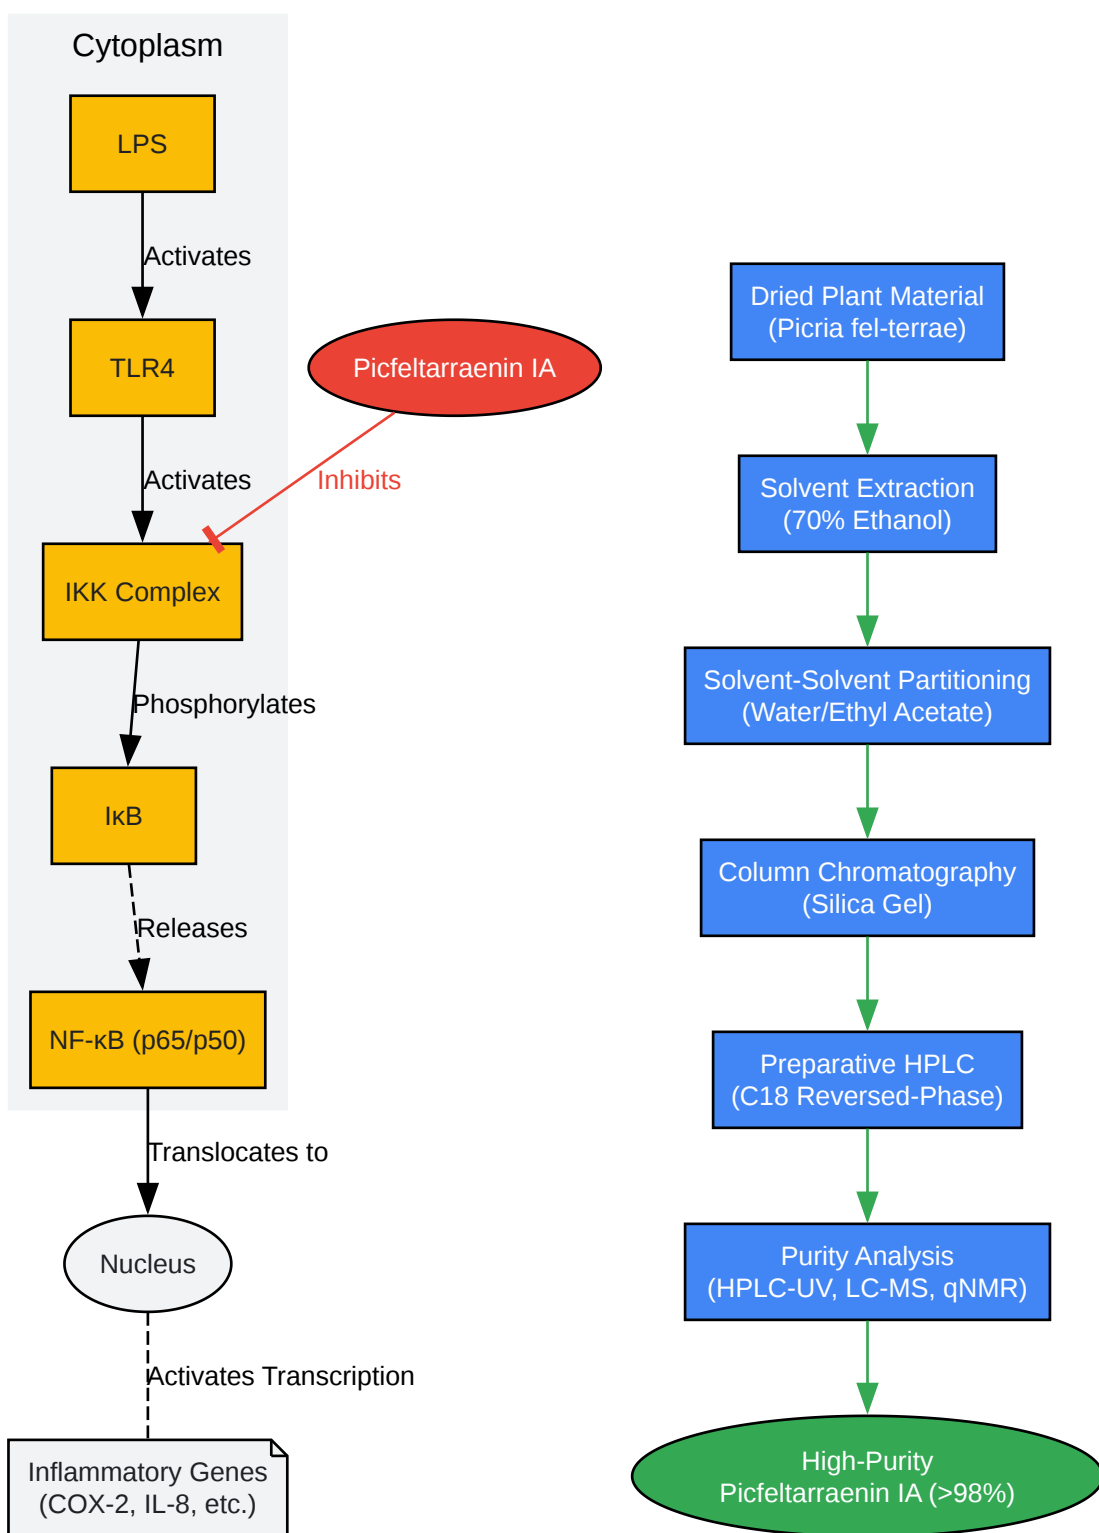 Cytoplasm
LPS
Activates
TLR4
Picfeltarraenin IA
Activates
Inhibits
IKK Complex
Phosphorylates
IκB
Releases
NF-κB (p65/p50)
Translocates to
Nucleus
Activates Transcription
Inflammatory Genes
(COX-2, IL-8, etc.)
Dried Plant Material
(Picria fel-terrae)
Solvent Extraction
(70% Ethanol)
Solvent-Solvent Partitioning
(Water/Ethyl Acetate)
Column Chromatography
(Silica Gel)
Preparative HPLC
(C18 Reversed-Phase)
Purity Analysis
(HPLC-UV, LC-MS, qNMR)
High-Purity
Picfeltarraenin IA (>98%)